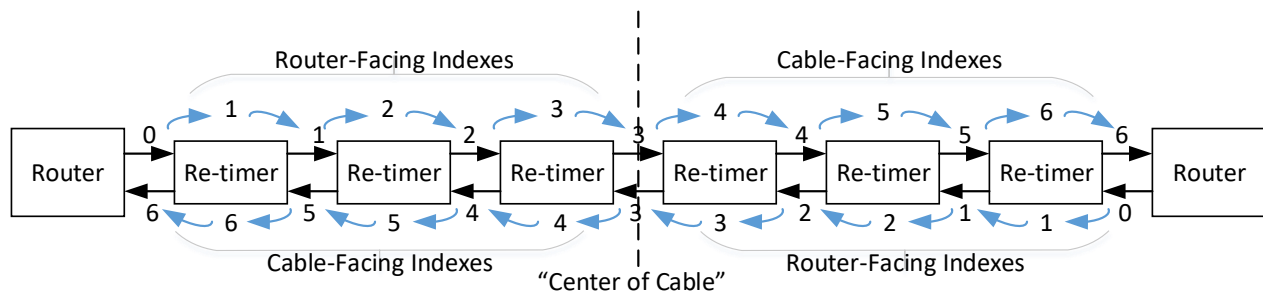 Router-Facing Indexes
Cable-Facing Indexes
1 2 3 4 5 6
0 1 2 3 4 5 6
Router Re-timer Re-timer Re-timer Re-timer Re-timer Re-timer Router
6 5 4 3 2 1 0
6 5 4 3 2 1
Cable-Facing Indexes
Router-Facing Indexes
“Center of Cable”